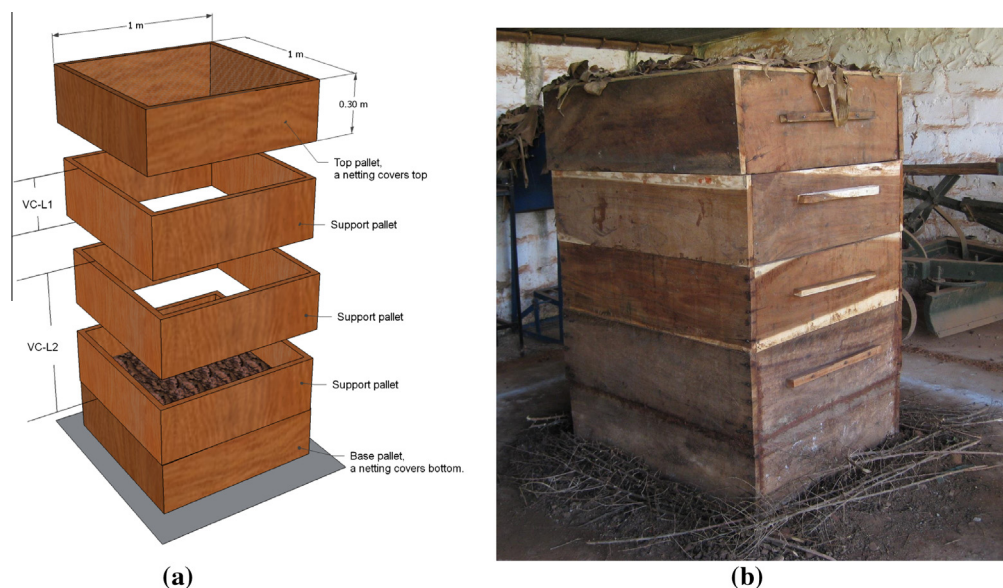 1 m
1 m
0.30 m
Top pallet,
a netting covers top
VC-L1
Support pallet
VC-L2
Support pallet
Support pallet
Base pallet,
a netting covers bottom.
(a)
(b)